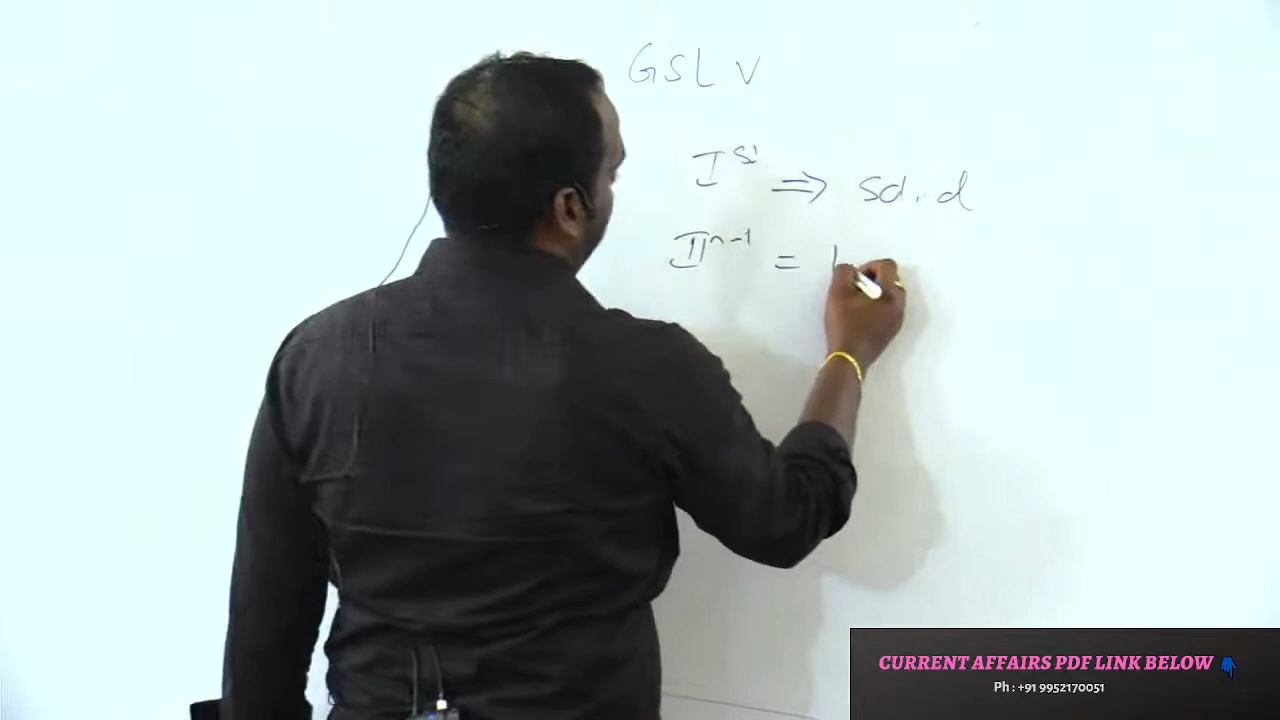 GSLV
I st ⇒ Solid
II nd = L
CURRENT AFFAIRS PDF LINK BELOW 👇
Ph : +91 9952170051